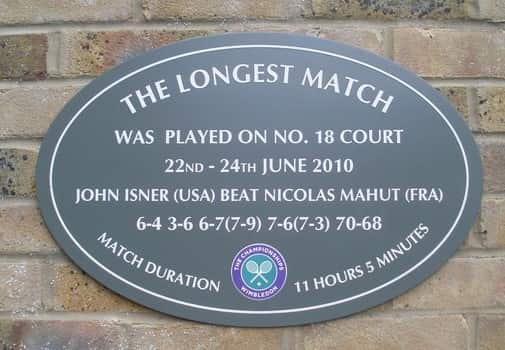 THE LONGEST MATCH
WAS PLAYED ON NO. 18 COURT
22ND - 24TH JUNE 2010
JOHN ISNER (USA) BEAT NICOLAS MAHUT (FRA)
6-4 3-6 6-7(7-9) 7-6(7-3) 70-68
MATCH DURATION 11 HOURS 5 MINUTES
THE CHAMPIONSHIPS
WIMBLEDON